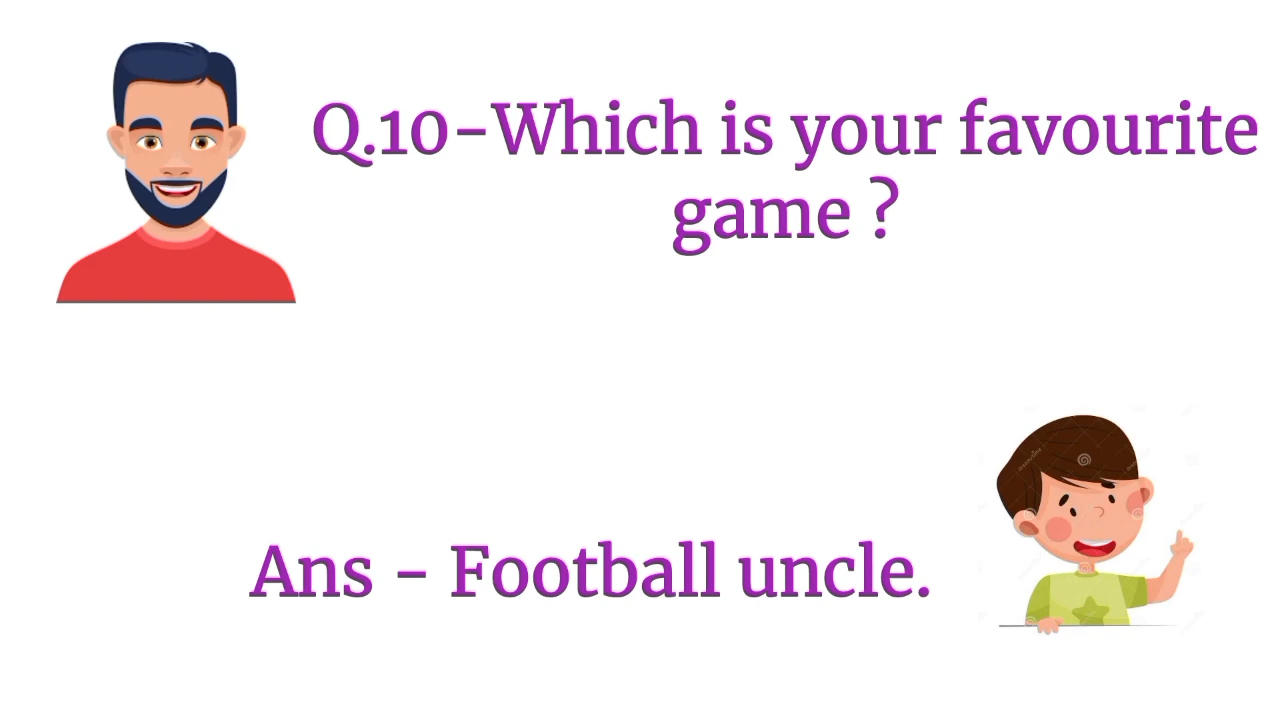 Q.10-Which is your favourite
game ?
Ans - Football uncle.